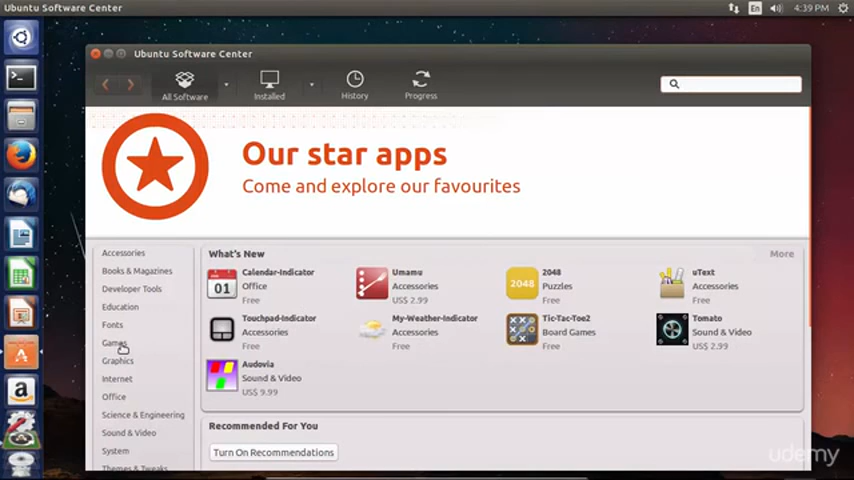 Ubuntu Software Center
En
4:39 PM
Ubuntu Software Center
All Software
Installed
History
Progress
Our star apps
Come and explore our favourites
Accessories
Books & Magazines
Developer Tools
Education
Fonts
Games
Graphics
Internet
Office
Science & Engineering
Sound & Video
System
Themes & Tweaks
What's New
More
Calendar-Indicator
Office
Free
Umamu
Accessories
US$ 2.99
2048
2048
Puzzles
Free
uText
Accessories
Free
01
Touchpad-Indicator
Accessories
Free
My-Weather-Indicator
Accessories
Free
Tic-Tac-Toe2
Board Games
Free
Tomato
Sound & Video
US$ 2.99
Audovia
Sound & Video
US$ 9.99
Recommended For You
Turn On Recommendations
udemy